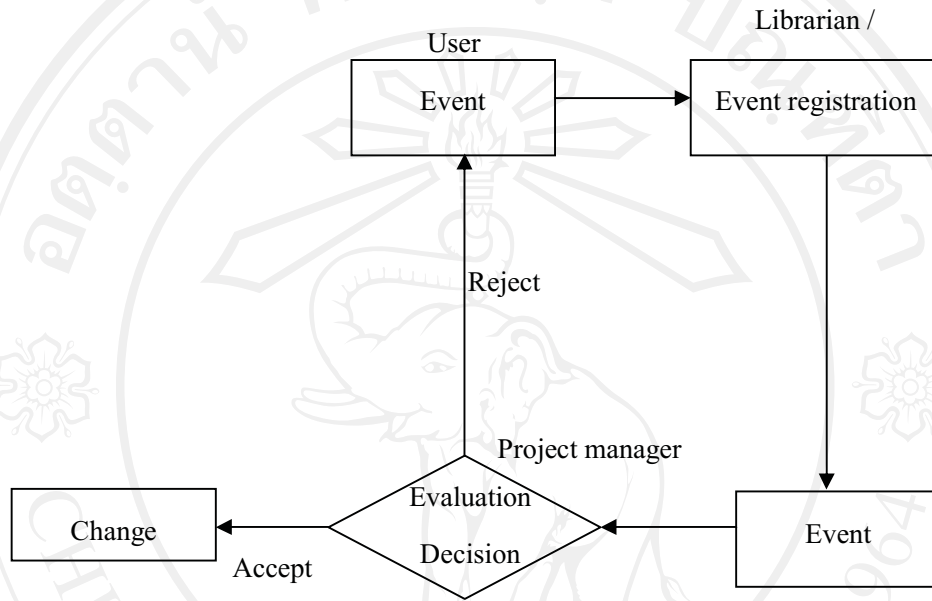 Librarian /
User
Event
Event registration
Reject
Project manager
Evaluation
Decision
Change
Accept
Event